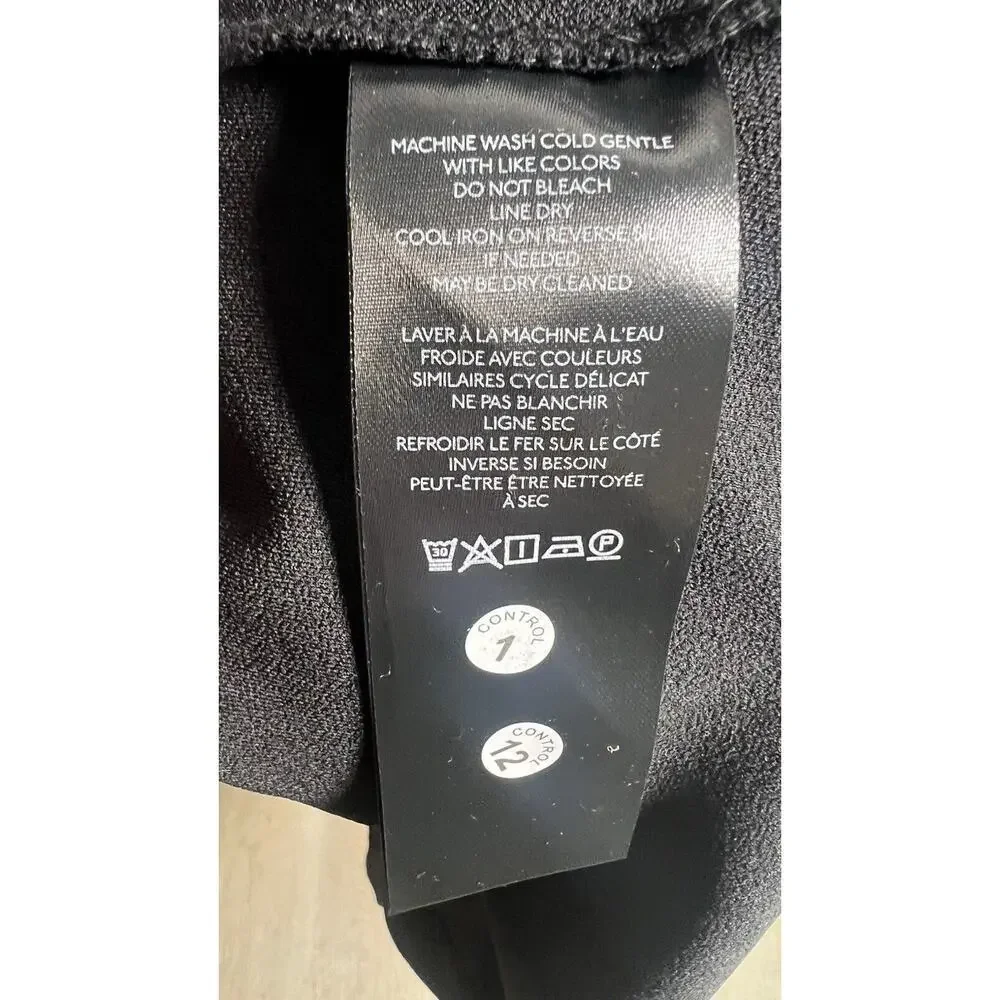 MACHINE WASH COLD GENTLE
WITH LIKE COLORS
DO NOT BLEACH
LINE DRY
COOL IRON ON REVERSE
IF NEEDED
MAY BE DRY CLEANED
LAVER À LA MACHINE À L'EAU
FROIDE AVEC COULEURS
SIMILAIRES CYCLE DÉLICAT
NE PAS BLANCHIR
LIGNE SEC
REFROIDIR LE FER SUR LE CÔTÉ
INVERSE SI BESOIN
PEUT-ÊTRE ÊTRE NETTOYÉE
À SEC
30
P
CONTROL
1
CONTROL
12